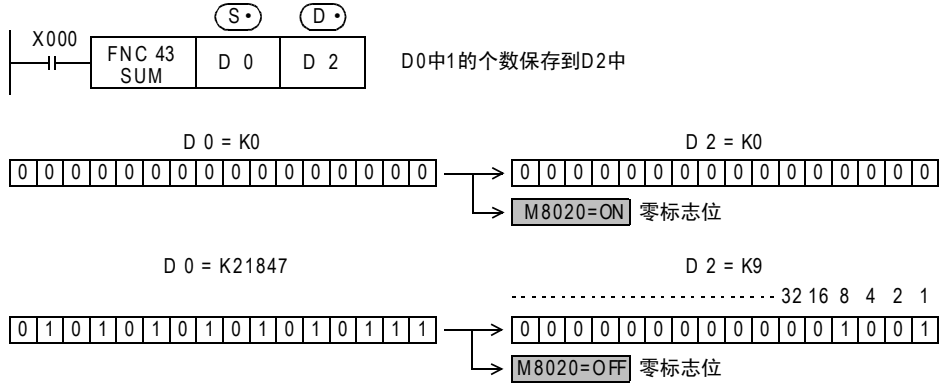 S• D•
X000
FNC 43
SUM
D 0
D 2
D0中1的个数保存到D2中
D 0 = K0
D 2 = K0
0 0 0 0 0 0 0 0 0 0 0 0 0 0 0 0
0 0 0 0 0 0 0 0 0 0 0 0 0 0 0 0
M8020=ON 零标志位
D 0 = K21847
D 2 = K9
32 16 8 4 2 1
0 1 0 1 0 1 0 1 0 1 0 1 0 1 1 1
0 0 0 0 0 0 0 0 0 0 0 0 1 0 0 1
M8020=OFF 零标志位